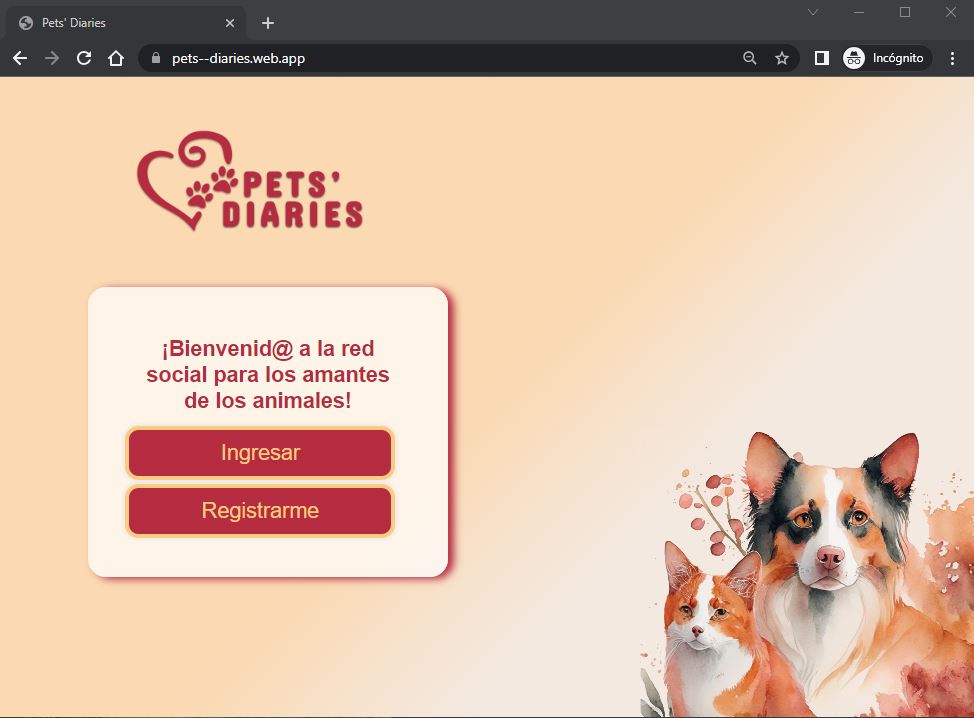 Pets' Diaries
pets--diaries.web.app
Incógnito
PETS'
DIARIES
¡Bienvenid@ a la red
social para los amantes
de los animales!
Ingresar
Registrarme